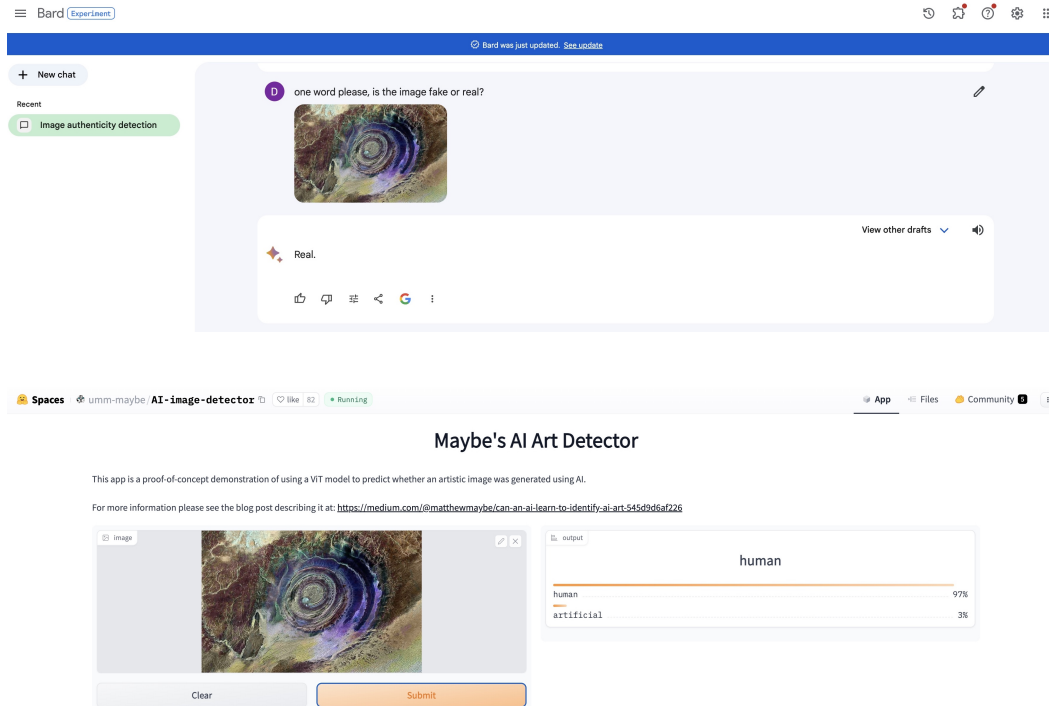 Bard Experiment
Bard was just updated. See update
+ New chat
Recent
Image authenticity detection
D
one word please, is the image fake or real?
View other drafts
Real.
G
Spaces umm-maybe/AI-image-detector like 82 • Running App Files Community 5
Maybe's AI Art Detector
This app is a proof-of-concept demonstration of using a ViT model to predict whether an artistic image was generated using AI.
For more information please see the blog post describing it at: https://medium.com/@matthewmaybe/can-an-ai-learn-to-identify-ai-art-545d9d6af226
image
output
human
human 97%
artificial 3%
Clear
Submit